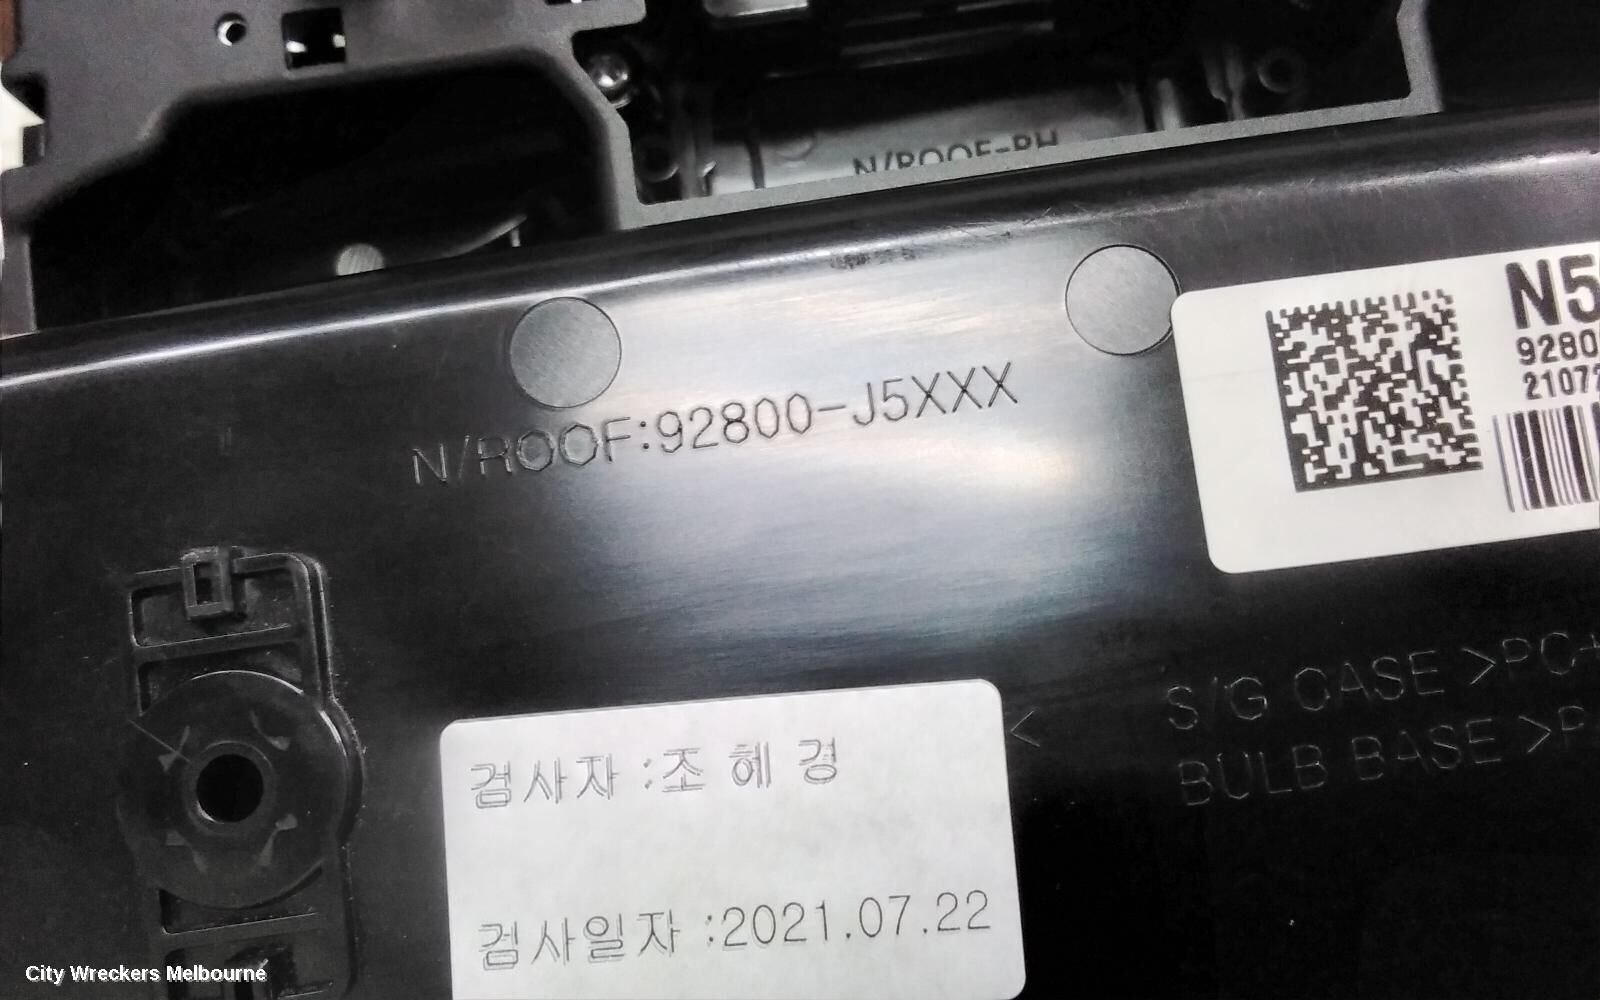 N/ROOF-RH
N/ROOF:92800-J5XXX
N5
9280
2107
S/G CASE >PC+
<
BULB BASE >P
검사자 :조 혜 경
검사일자 :2021.07.22
City Wreckers Melbourne